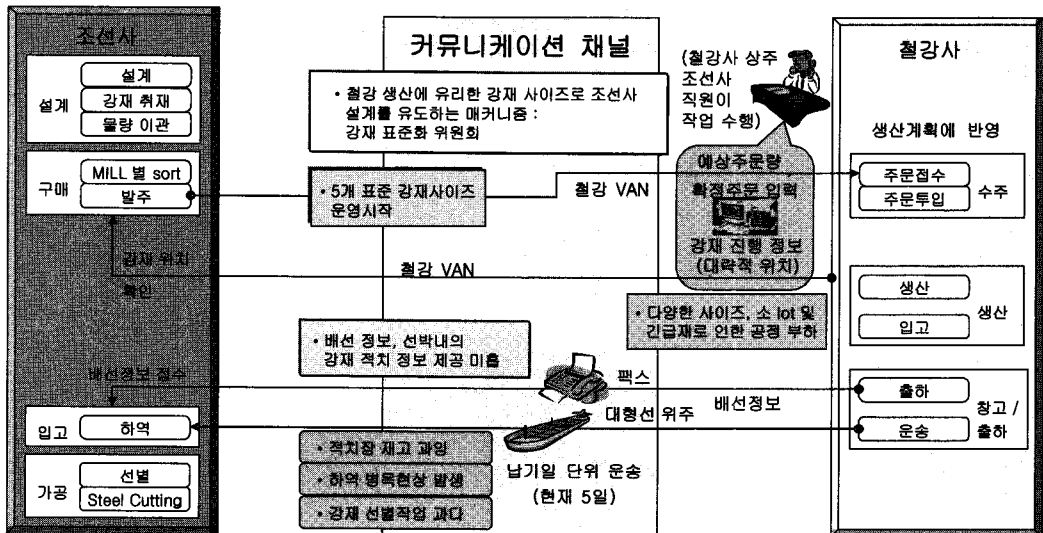 조선사
설계
설계
강재 취재
물량 이관
구매
MILL 별 sort
발주
강재 위치
확인
배선정보 접수
입고
하역
가공
선별
Steel Cutting
커뮤니케이션 채널
• 철강 생산에 유리한 강재 사이즈로 조선사
설계를 유도하는 매커니즘 :
강재 표준화 위원회
• 5개 표준 강재사이즈
운영시작
철강 VAN
철강 VAN
(철강사 상주
조선사
직원이
작업 수행)
예상주문량
확정주문 입력
강재 진행 정보
(대략적 위치)
• 다양한 사이즈, 소 lot 및
긴급재로 인한 공정 부하
• 배선 정보, 선박내의
강재 적치 정보 제공 미흡
팩스
배선정보
대형선 위주
• 적치장 재고 과잉
• 하역 병목현상 발생
• 강재 선별작업 과다
납기일 단위 운송
(현재 5일)
철강사
생산계획에 반영
주문접수
주문투입
수주
생산
입고
생산
출하
운송
창고 /
출하